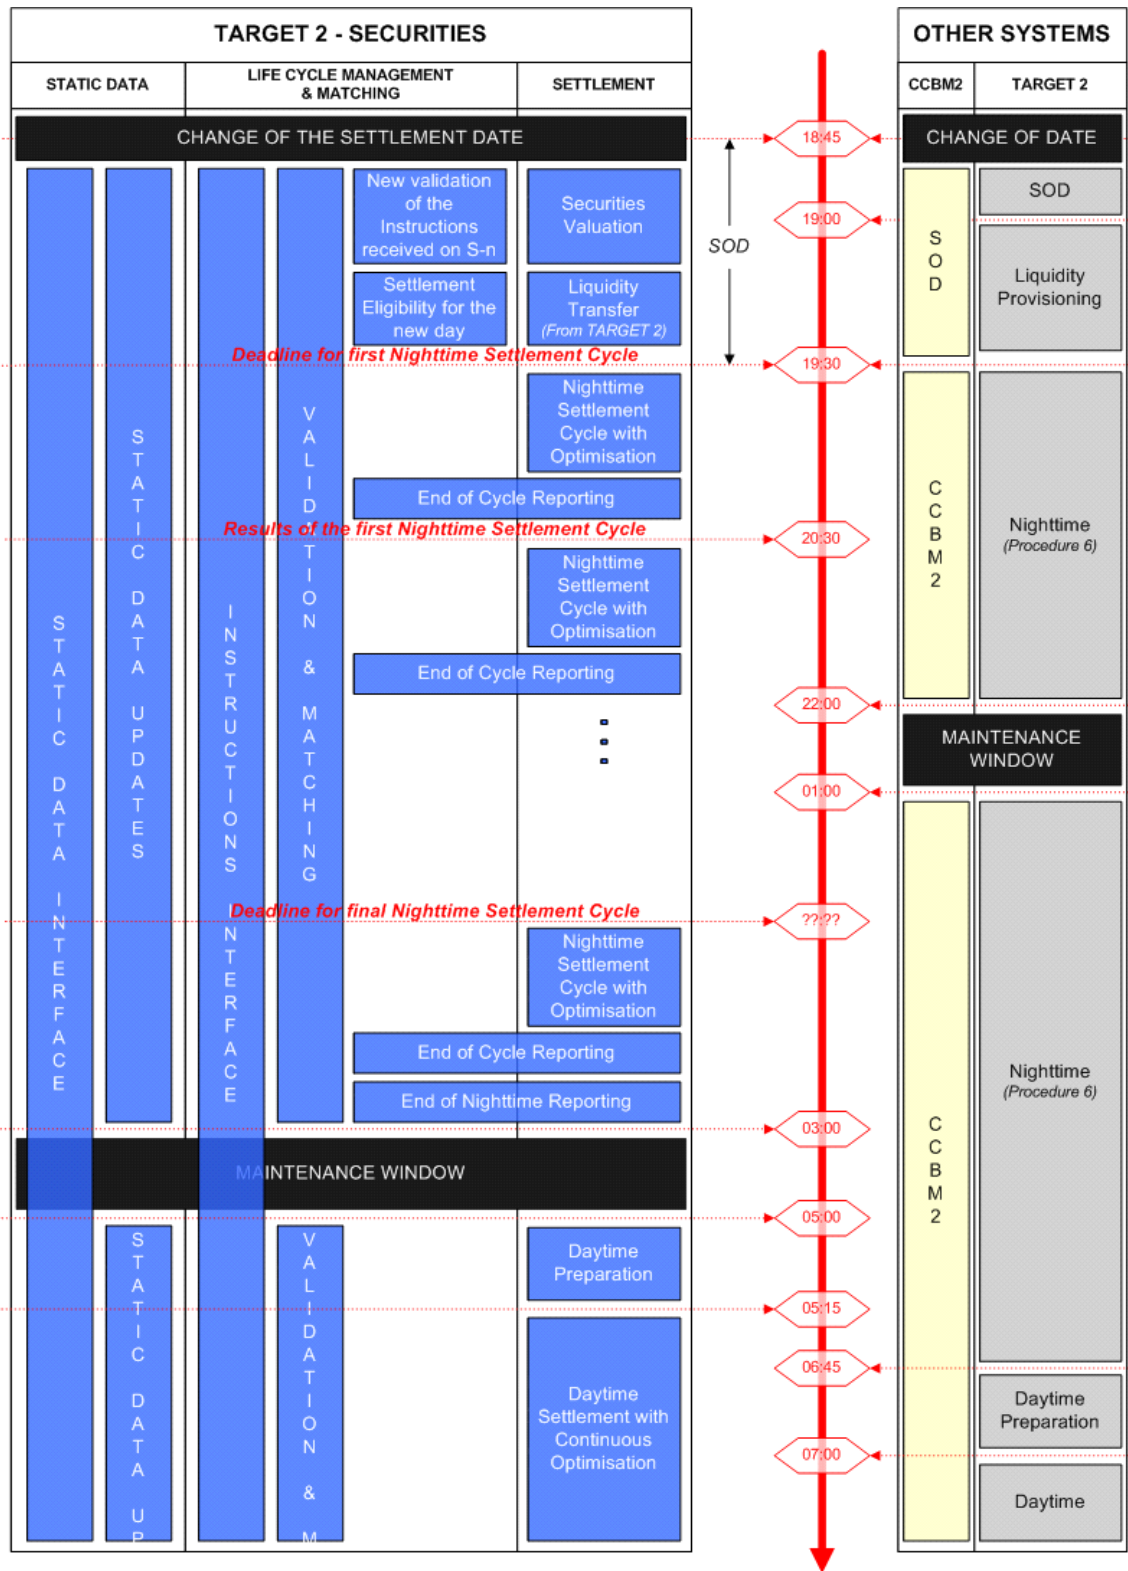 TARGET 2 - SECURITIES
OTHER SYSTEMS
STATIC DATA
LIFE CYCLE MANAGEMENT
& MATCHING
SETTLEMENT
CCBM2
TARGET 2
CHANGE OF THE SETTLEMENT DATE
18:45
CHANGE OF DATE
New validation
of the
Instructions
received on S-n
Securities
Valuation
SOD
19:00
SOD
SOD
Settlement
Eligibility for the
new day
Liquidity
Transfer
(From TARGET 2)
Liquidity
Provisioning
Deadline for first Nighttime Settlement Cycle
19:30
Nighttime
Settlement
Cycle with
Optimisation
End of Cycle Reporting
Results of the first Nighttime Settlement Cycle
20:30
CCBM2
Nighttime
(Procedure 6)
Nighttime
Settlement
Cycle with
Optimisation
End of Cycle Reporting
STATIC DATA INTERFACE
STATIC DATA UPDATES
INSTRUCTIONS INTERFACE
VALIDATION & MATCHING
22:00
MAINTENANCE
WINDOW
01:00
Deadline for final Nighttime Settlement Cycle
??:??
Nighttime
Settlement
Cycle with
Optimisation
End of Cycle Reporting
End of Nighttime Reporting
Nighttime
(Procedure 6)
CCBM2
03:00
MAINTENANCE WINDOW
05:00
STATIC DATA UP
VALIDATION & M
Daytime
Preparation
05:15
06:45
Daytime
Settlement with
Continuous
Optimisation
Daytime
Preparation
07:00
Daytime